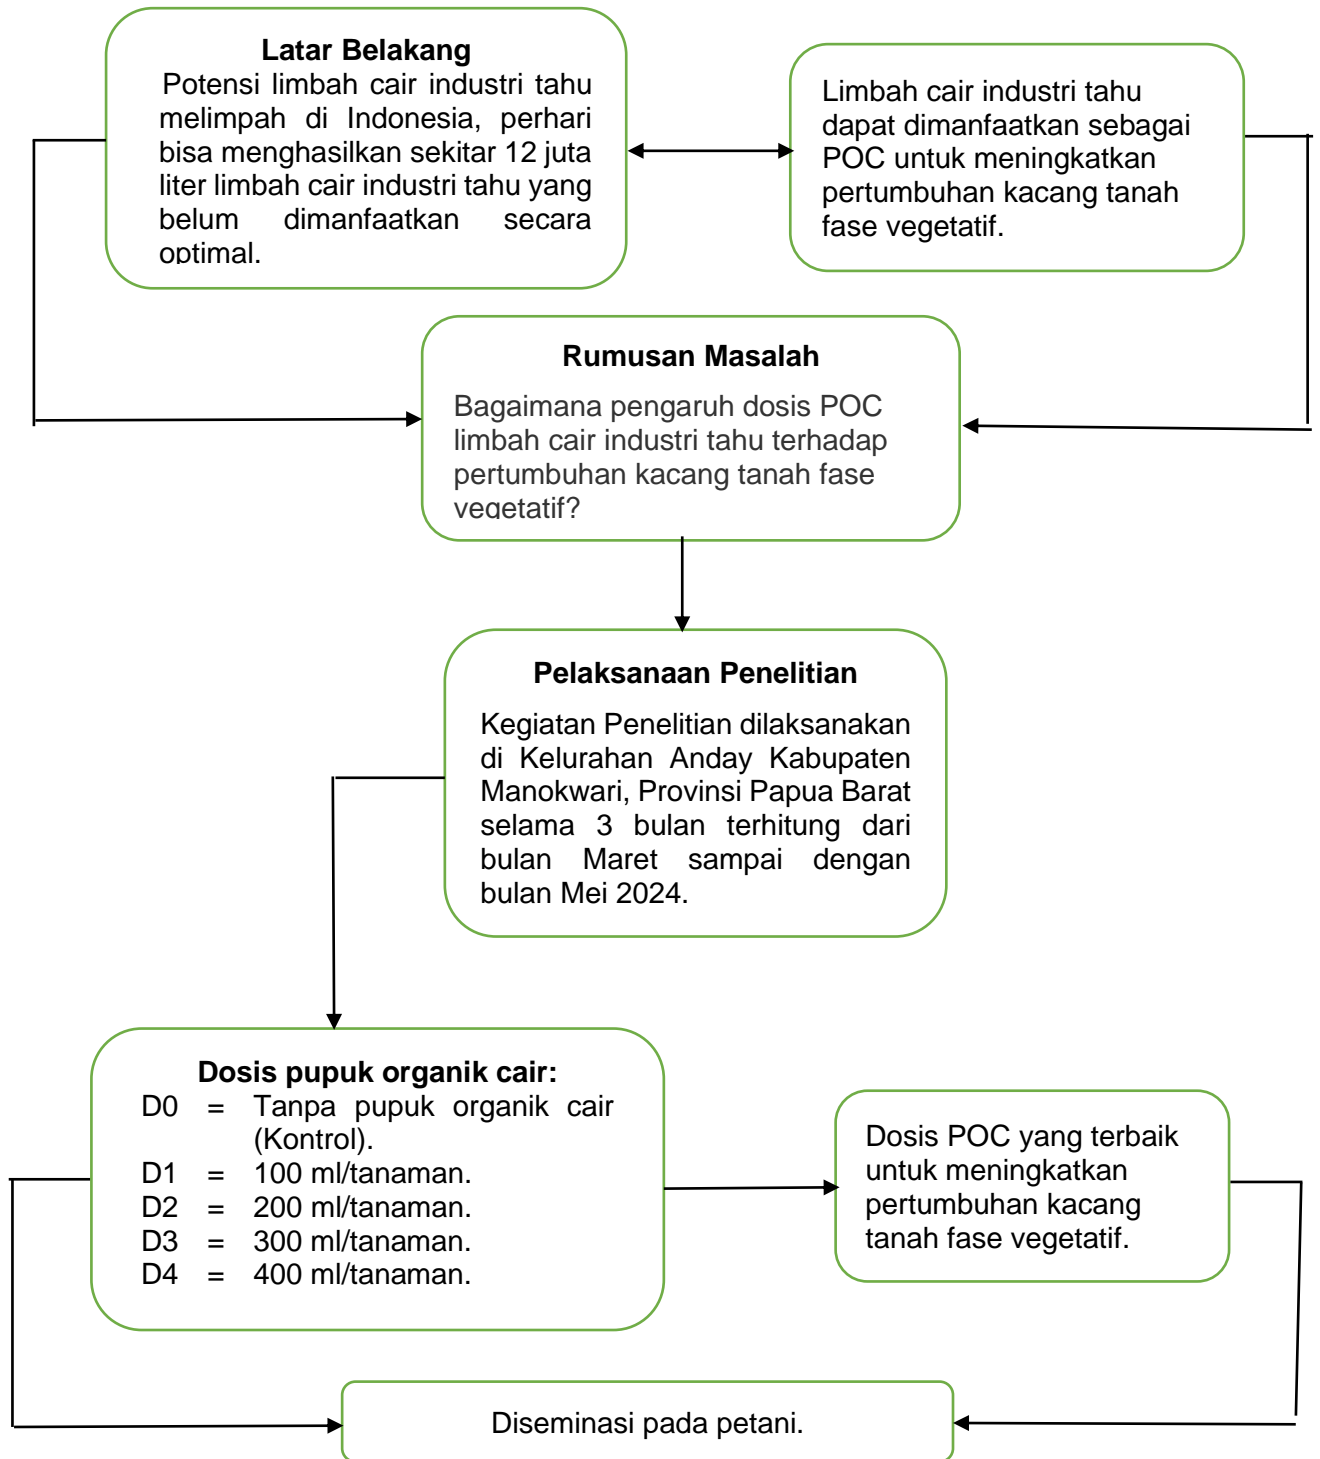 Latar Belakang
Potensi limbah cair industri tahu
melimpah di Indonesia, perhari
bisa menghasilkan sekitar 12 juta
liter limbah cair industri tahu yang
belum dimanfaatkan secara
optimal.
Limbah cair industri tahu
dapat dimanfaatkan sebagai
POC untuk meningkatkan
pertumbuhan kacang tanah
fase vegetatif.
Rumusan Masalah
Bagaimana pengaruh dosis POC
limbah cair industri tahu terhadap
pertumbuhan kacang tanah fase
vegetatif?
Pelaksanaan Penelitian
Kegiatan Penelitian dilaksanakan
di Kelurahan Anday Kabupaten
Manokwari, Provinsi Papua Barat
selama 3 bulan terhitung dari
bulan Maret sampai dengan
bulan Mei 2024.
Dosis pupuk organik cair:
D0 = Tanpa pupuk organik cair
(Kontrol).
D1 = 100 ml/tanaman.
D2 = 200 ml/tanaman.
D3 = 300 ml/tanaman.
D4 = 400 ml/tanaman.
Dosis POC yang terbaik
untuk meningkatkan
pertumbuhan kacang
tanah fase vegetatif.
Diseminasi pada petani.